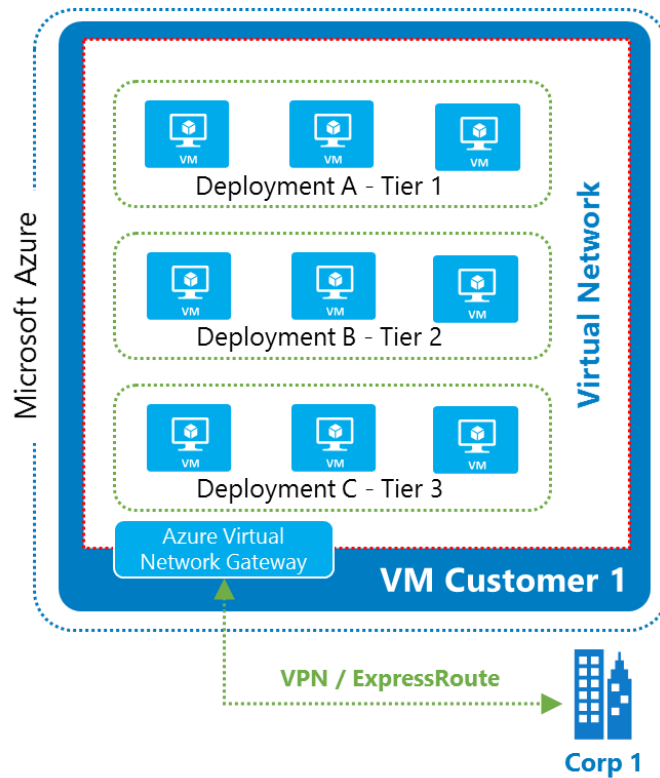 Microsoft Azure
VM
VM
VM
Deployment A - Tier 1
VM
VM
VM
Deployment B - Tier 2
VM
VM
VM
Deployment C - Tier 3
Virtual Network
Azure Virtual
Network Gateway
VM Customer 1
VPN / ExpressRoute
Corp 1